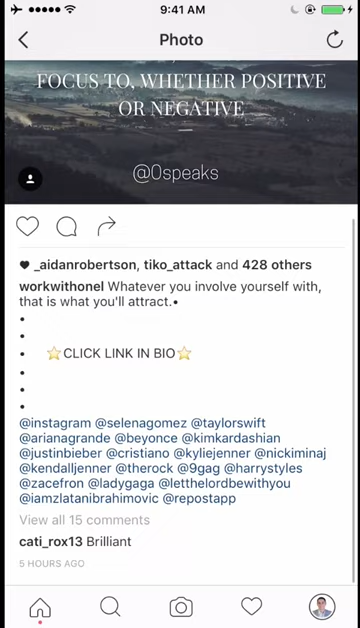 9:41 AM
Photo
FOCUS TO, WHETHER POSITIVE
OR NEGATIVE
@Ospeaks
_aidanrobertson, tiko_attack and 428 others
workwithonel Whatever you involve yourself with,
that is what you'll attract.•
•
•
• ⭐CLICK LINK IN BIO⭐
•
•
•
@instagram @selenagomez @taylorswift
@arianagrande @beyonce @kimkardashian
@justinbieber @cristiano @kyliejenner @nickiminaj
@kendalljenner @therock @9gag @harrystyles
@zacefron @ladygaga @letthelordbewithyou
@iamzlatanibrahimovic @repostapp
View all 15 comments
cati_rox13 Brilliant
5 HOURS AGO